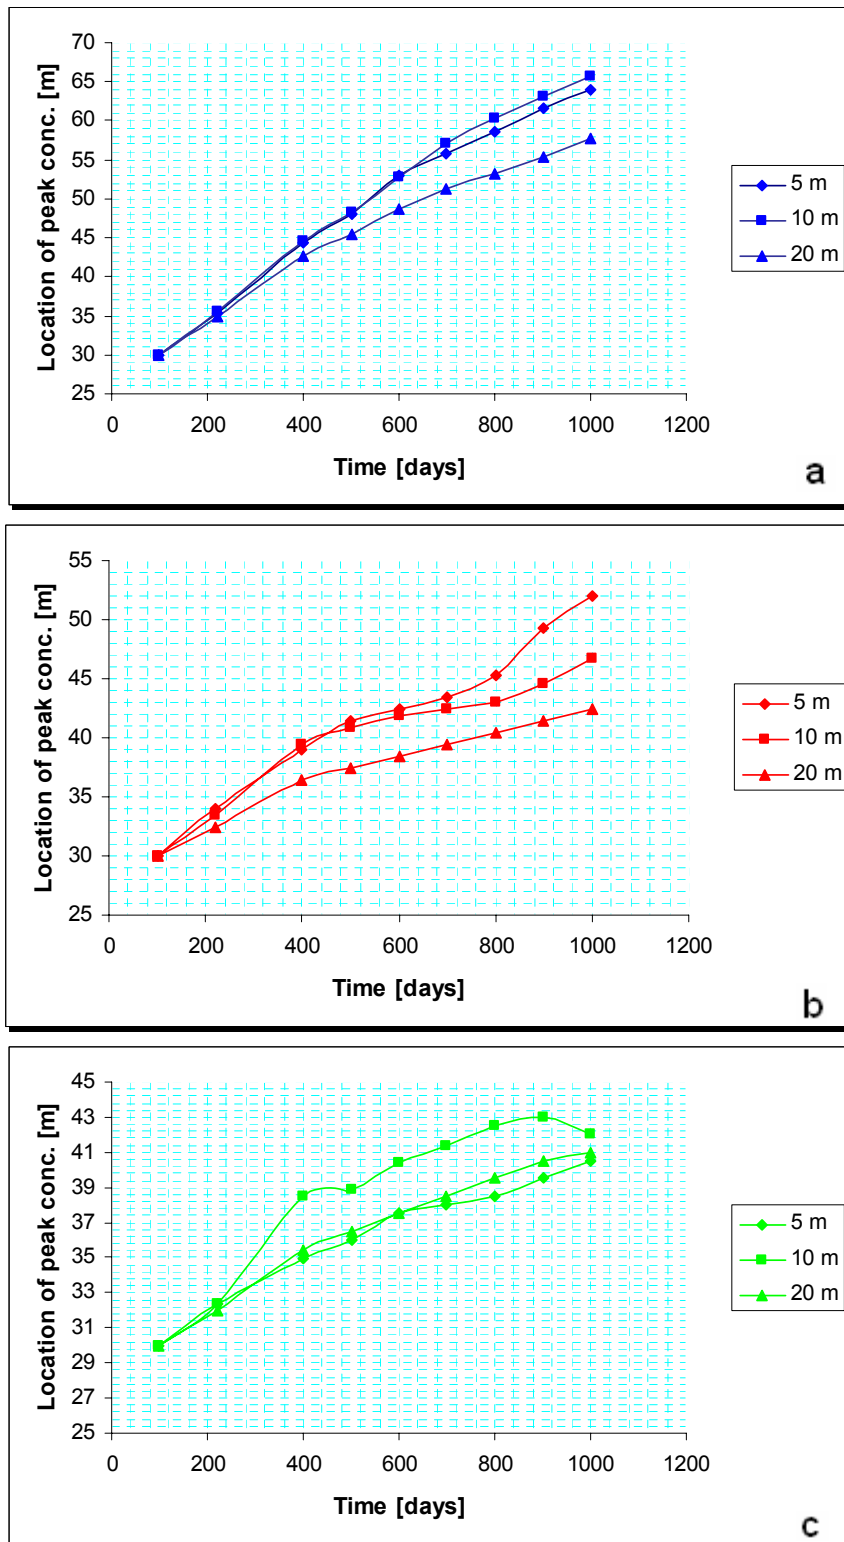 Location of peak conc. [m]
70
65
60
55
50
45
40
35
30
25
0 200 400 600 800 1000 1200
Time [days]
5 m
10 m
20 m
a
Location of peak conc. [m]
55
50
45
40
35
30
25
0 200 400 600 800 1000 1200
Time [days]
5 m
10 m
20 m
b
Location of peak conc. [m]
45
43
41
39
37
35
33
31
29
27
25
0 200 400 600 800 1000 1200
Time [days]
5 m
10 m
20 m
c